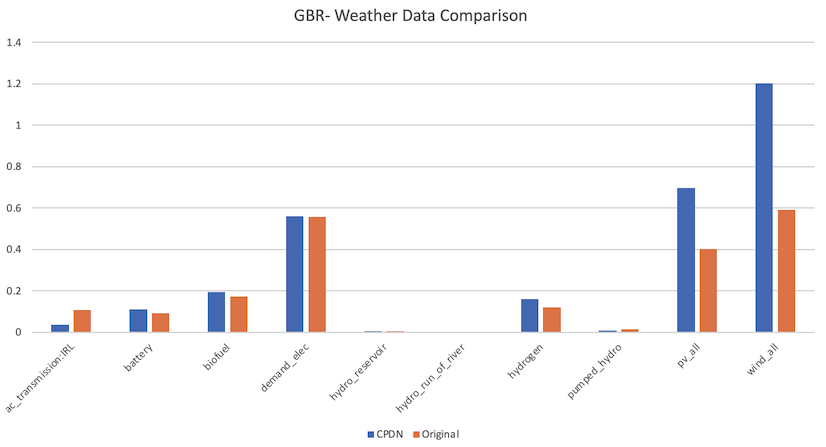 GBR- Weather Data Comparison
1.4
1.2
1
0.8
0.6
0.4
0.2
0
ac_transmission:IRL
battery
biofuel
demand_elec
hydro_reservoir
hydro_run_of_river
hydrogen
pumped_hydro
pv_all
wind_all
CPDN Original